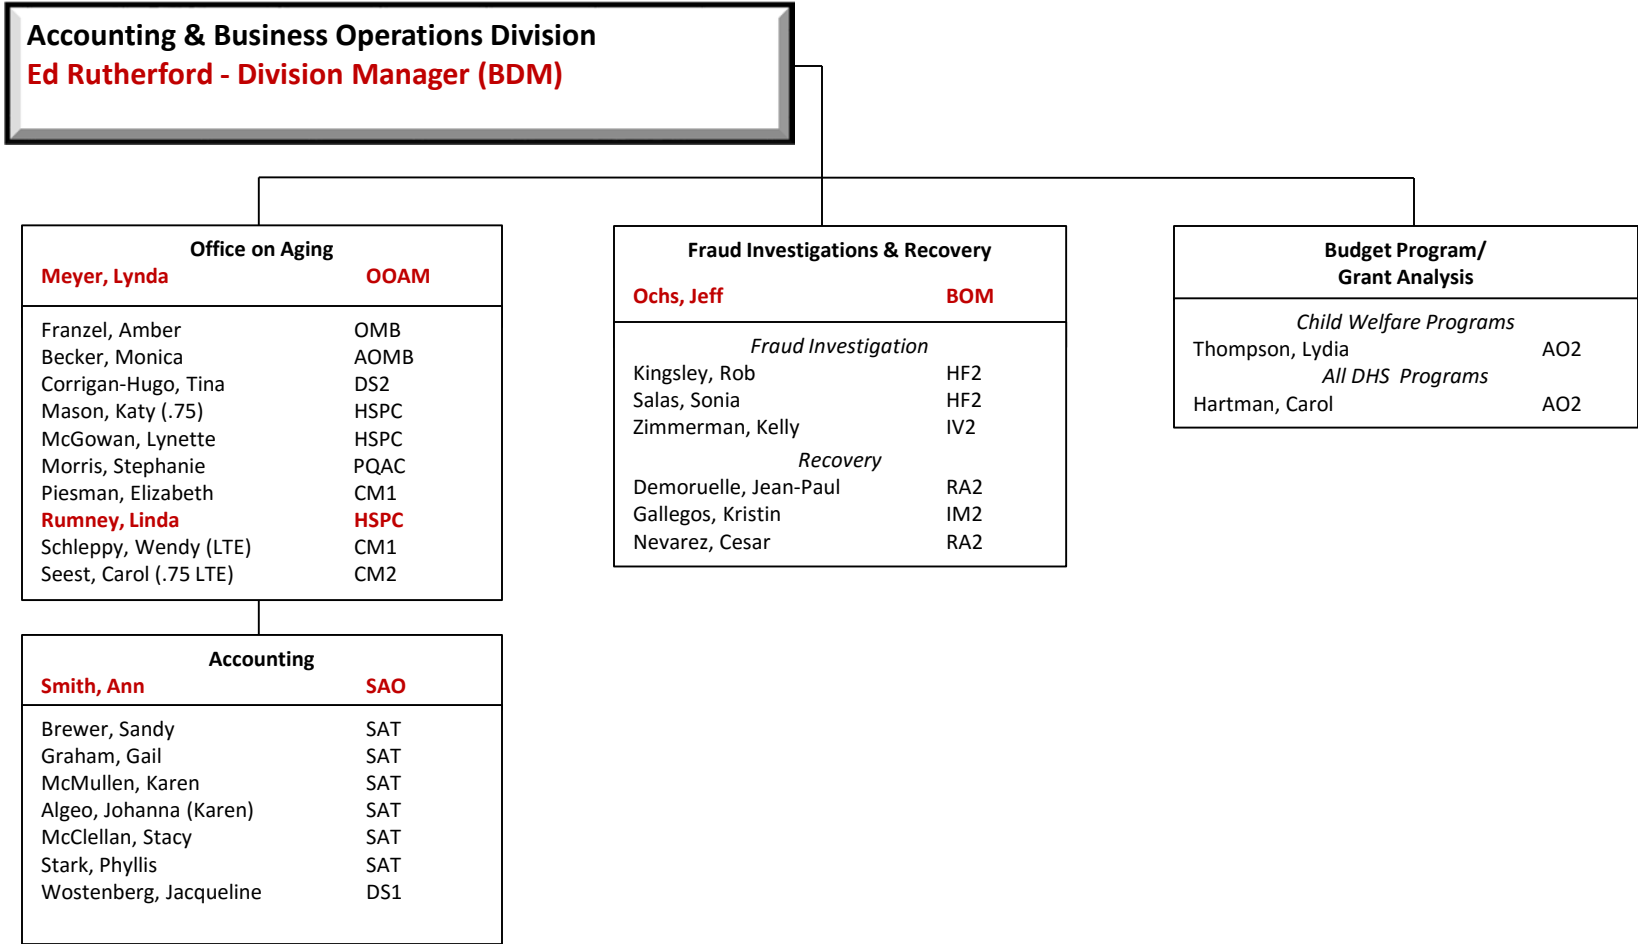 Accounting & Business Operations Division
Ed Rutherford - Division Manager (BDM)
Office on Aging
Meyer, Lynda OOAM
Franzel, Amber OMB
Becker, Monica AOMB
Corrigan-Hugo, Tina DS2
Mason, Katy (.75) HSPC
McGowan, Lynette HSPC
Morris, Stephanie PQAC
Piesman, Elizabeth CM1
Rumney, Linda HSPC
Schleppy, Wendy (LTE) CM1
Seest, Carol (.75 LTE) CM2
Accounting
Smith, Ann SAO
Brewer, Sandy SAT
Graham, Gail SAT
McMullen, Karen SAT
Algeo, Johanna (Karen) SAT
McClellan, Stacy SAT
Stark, Phyllis SAT
Wostenberg, Jacqueline DS1
Fraud Investigations & Recovery
Ochs, Jeff BOM
Fraud Investigation
Kingsley, Rob HF2
Salas, Sonia HF2
Zimmerman, Kelly IV2
Recovery
Demoruelle, Jean-Paul RA2
Gallegos, Kristin IM2
Nevarez, Cesar RA2
Budget Program/
Grant Analysis
Child Welfare Programs
Thompson, Lydia AO2
All DHS Programs
Hartman, Carol AO2